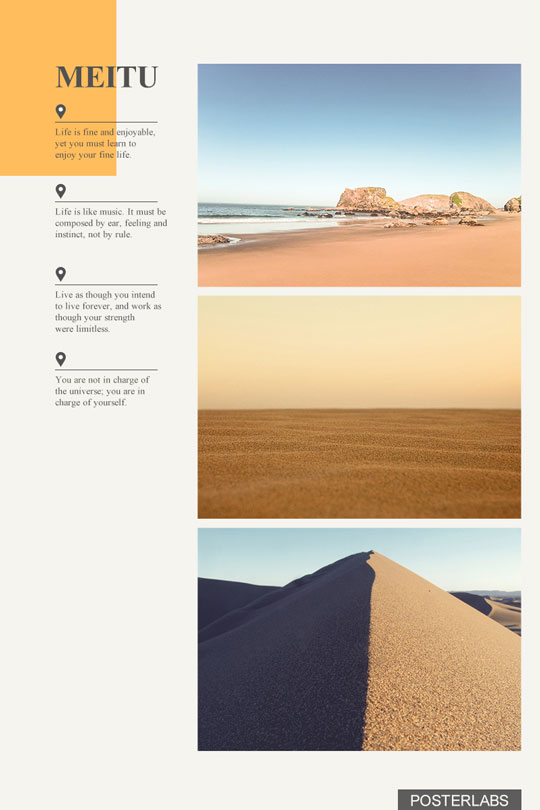 MEITU
Life is fine and enjoyable,
yet you must learn to
enjoy your fine life.
Life is like music. It must be
composed by ear, feeling and
instinct, not by rule.
Live as though you intend
to live forever, and work as
though your strength
were limitless.
You are not in charge of
the universe; you are in
charge of yourself.
POSTERLABS